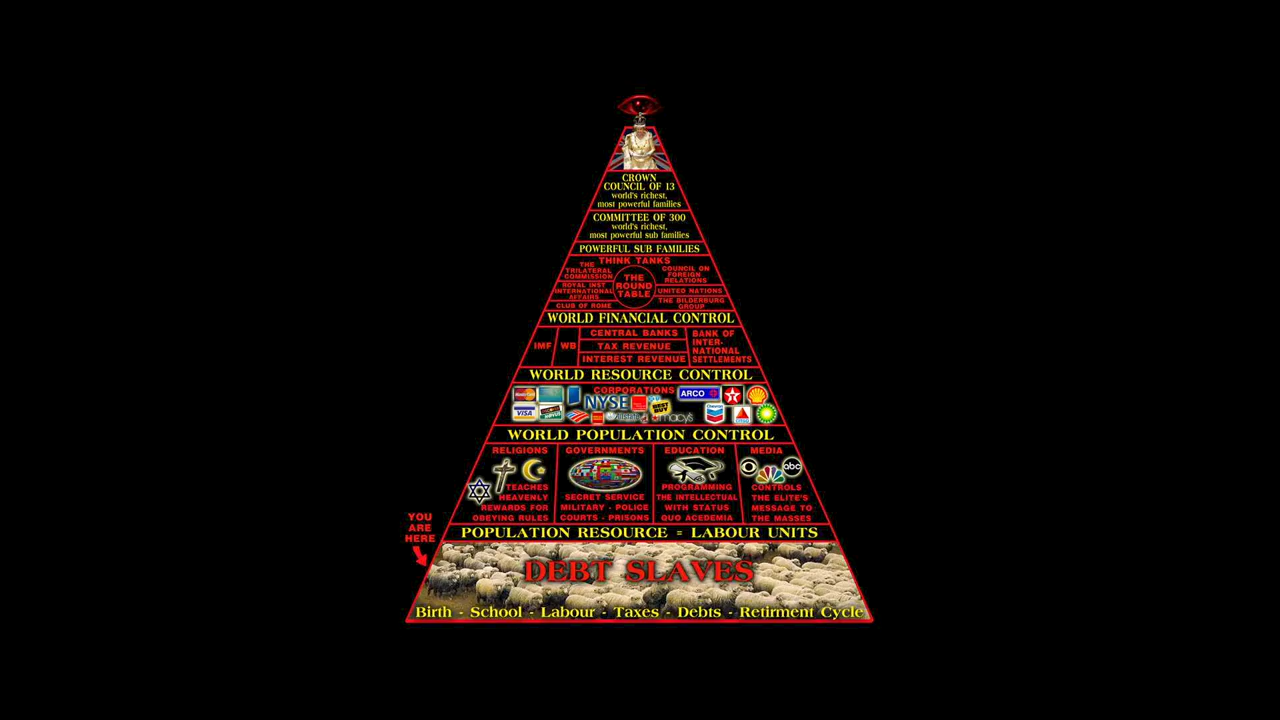 CROWN
COUNCIL OF 13
world's richest,
most powerful families
COMMITTEE OF 300
world's richest,
most powerful sub families
POWERFUL SUB FAMILIES
THINK TANKS
THE
TRILATERAL
COMMISSION
ROYAL INST
INTERNATIONAL
AFFAIRS
CLUB OF ROME
THE
ROUND
TABLE
COUNCIL ON
FOREIGN
RELATIONS
UNITED NATIONS
THE BILDERBURG
GROUP
WORLD FINANCIAL CONTROL
IMF
WB
CENTRAL BANKS
TAX REVENUE
INTEREST REVENUE
BANK OF
INTER-
NATIONAL
SETTLEMENTS
WORLD RESOURCE CONTROL
CORPORATIONS
MasterCard
VISA
NYSE
BEST
BUY
macys
ARCO
Chevron
WORLD POPULATION CONTROL
RELIGIONS
TEACHES
HEAVENLY
REWARDS FOR
OBEYING RULES
GOVERNMENTS
SECRET SERVICE
MILITARY - POLICE
COURTS - PRISONS
EDUCATION
PROGRAMMING
THE INTELLECTUAL
WITH STATUS
QUO ACEDEMIA
MEDIA
abc
CONTROLS
THE ELITE'S
MESSAGE TO
THE MASSES
POPULATION RESOURCE = LABOUR UNITS
YOU
ARE
HERE
DEBT SLAVES
Birth - School - Labour - Taxes - Debts - Retirment Cycle